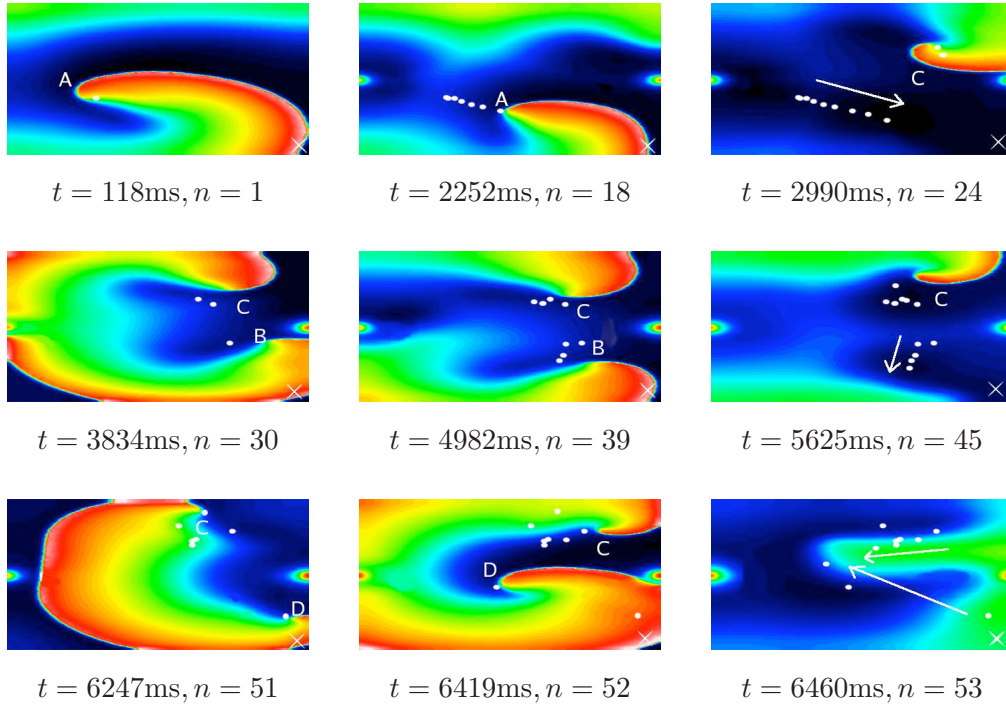 A
A
C
t = 118ms, n = 1
t = 2252ms, n = 18
t = 2990ms, n = 24
C
B
C
B
C
t = 3834ms, n = 30
t = 4982ms, n = 39
t = 5625ms, n = 45
C
D
C
D
t = 6247ms, n = 51
t = 6419ms, n = 52
t = 6460ms, n = 53